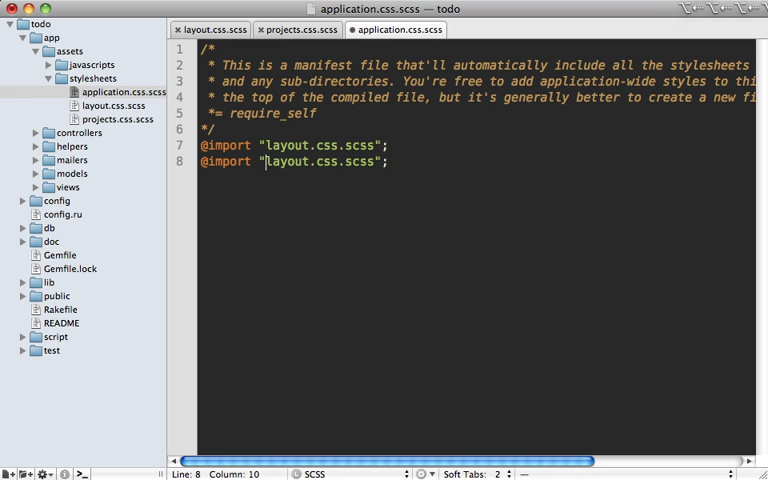 application.css.scss — todo
todo
app
assets
javascripts
stylesheets
application.css.scss
layout.css.scss
projects.css.scss
controllers
helpers
mailers
models
views
config
config.ru
db
doc
Gemfile
Gemfile.lock
lib
public
Rakefile
README
script
test
layout.css.scss
projects.css.scss
application.css.scss
1 /*
2 * This is a manifest file that'll automatically include all the stylesheets
3 * and any sub-directories. You're free to add application-wide styles to thi
4 * the top of the compiled file, but it's generally better to create a new fi
5 *= require_self
6 */
7 @import "layout.css.scss";
8 @import "layout.css.scss";
Line: 8 Column: 10 SCSS Soft Tabs: 2 —